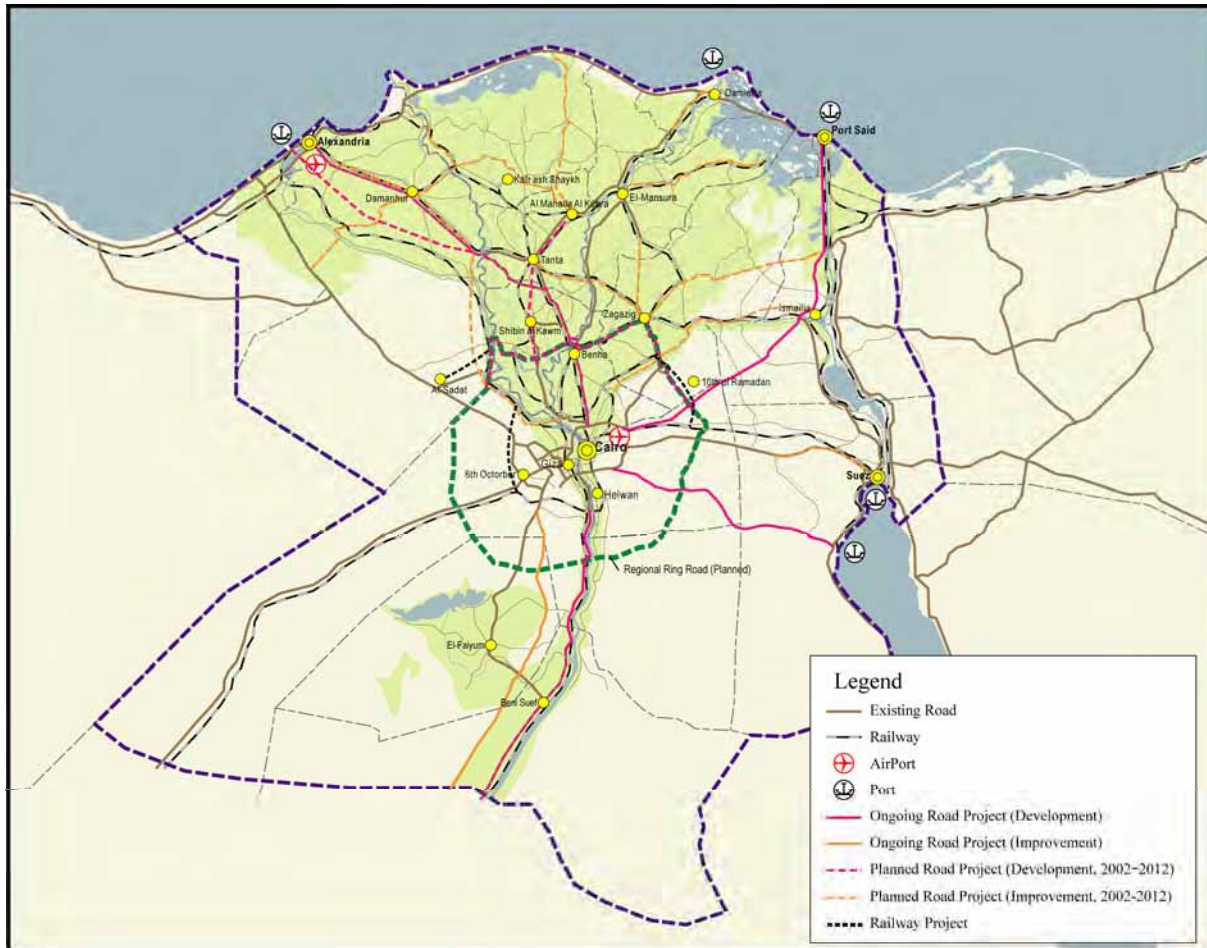 Damietta
Port Said
Alexandria
Kafr ash Shaykh
Damanhur
El-Mansura
Al Mahalla Al Kubra
Tanta
Zagazig
Ismailia
Shibin al Kawm
Benha
Al-Sadat
10th of Ramadan
Cairo
Giza
6th Octorber
Suez
Helwan
Regional Ring Road (Planned)
El-Faiyum
Beni Suef
Legend
Existing Road
Railway
AirPort
Port
Ongoing Road Project (Development)
Ongoing Road Project (Improvement)
Planned Road Project (Development, 2002-2012)
Planned Road Project (Improvement, 2002-2012)
Railway Project